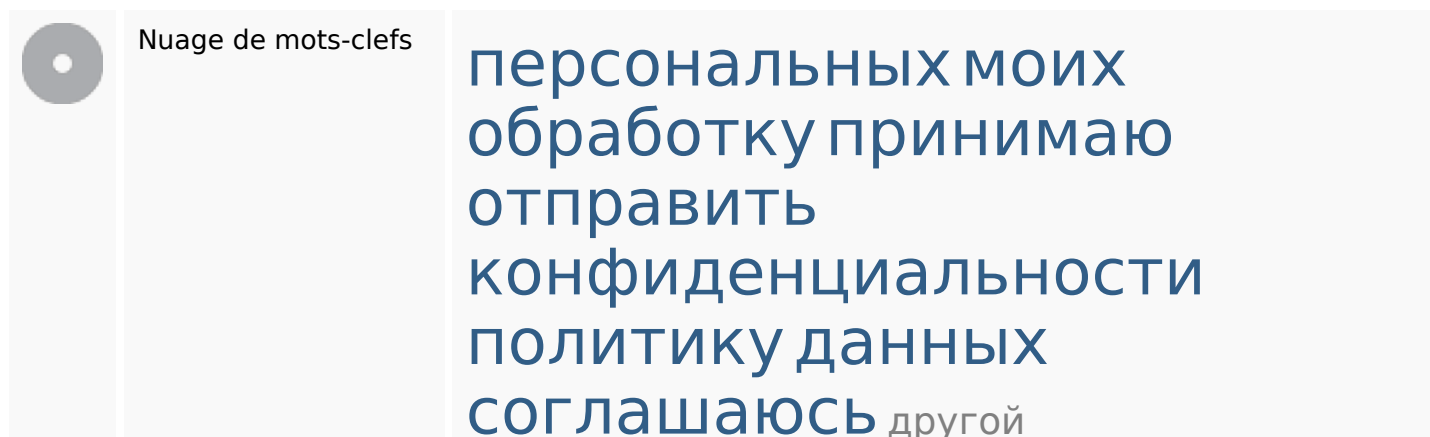 Nuage de mots-clefs
персональных моих
обработку принимаю
отправить
конфиденциальности
политику данных
соглашаюсь другой